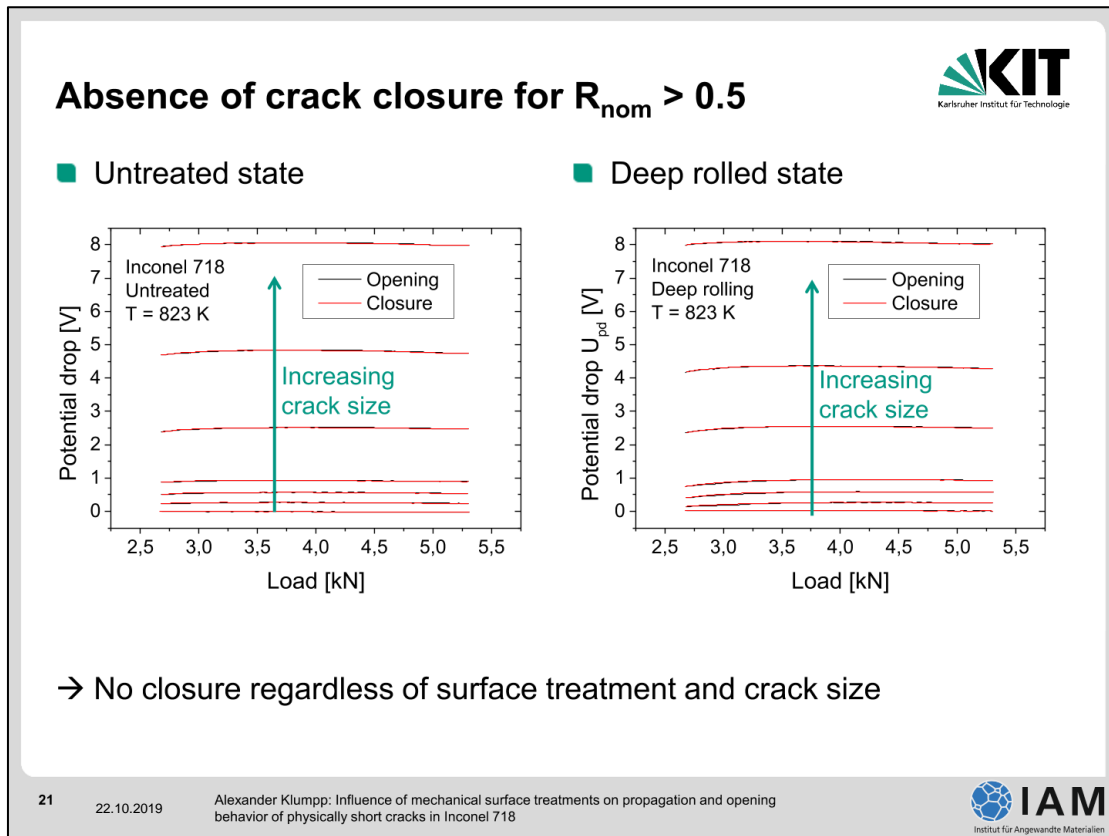 KIT
Karlsruher Institut für Technologie
Absence of crack closure for Rnom > 0.5
Untreated state
8
7
6
5
4
3
2
1
0
Potential drop [V]
Inconel 718
Untreated
T = 823 K
Opening
Closure
Increasing
crack size
2,5 3,0 3,5 4,0 4,5 5,0 5,5
Load [kN]
Deep rolled state
8
7
6
5
4
3
2
1
0
Potential drop Upd [V]
Inconel 718
Deep rolling
T = 823 K
Opening
Closure
Increasing
crack size
2,5 3,0 3,5 4,0 4,5 5,0 5,5
Load [kN]
→ No closure regardless of surface treatment and crack size
21
22.10.2019
Alexander Klumpp: Influence of mechanical surface treatments on propagation and opening
behavior of physically short cracks in Inconel 718
IAM
Institut für Angewandte Materialien